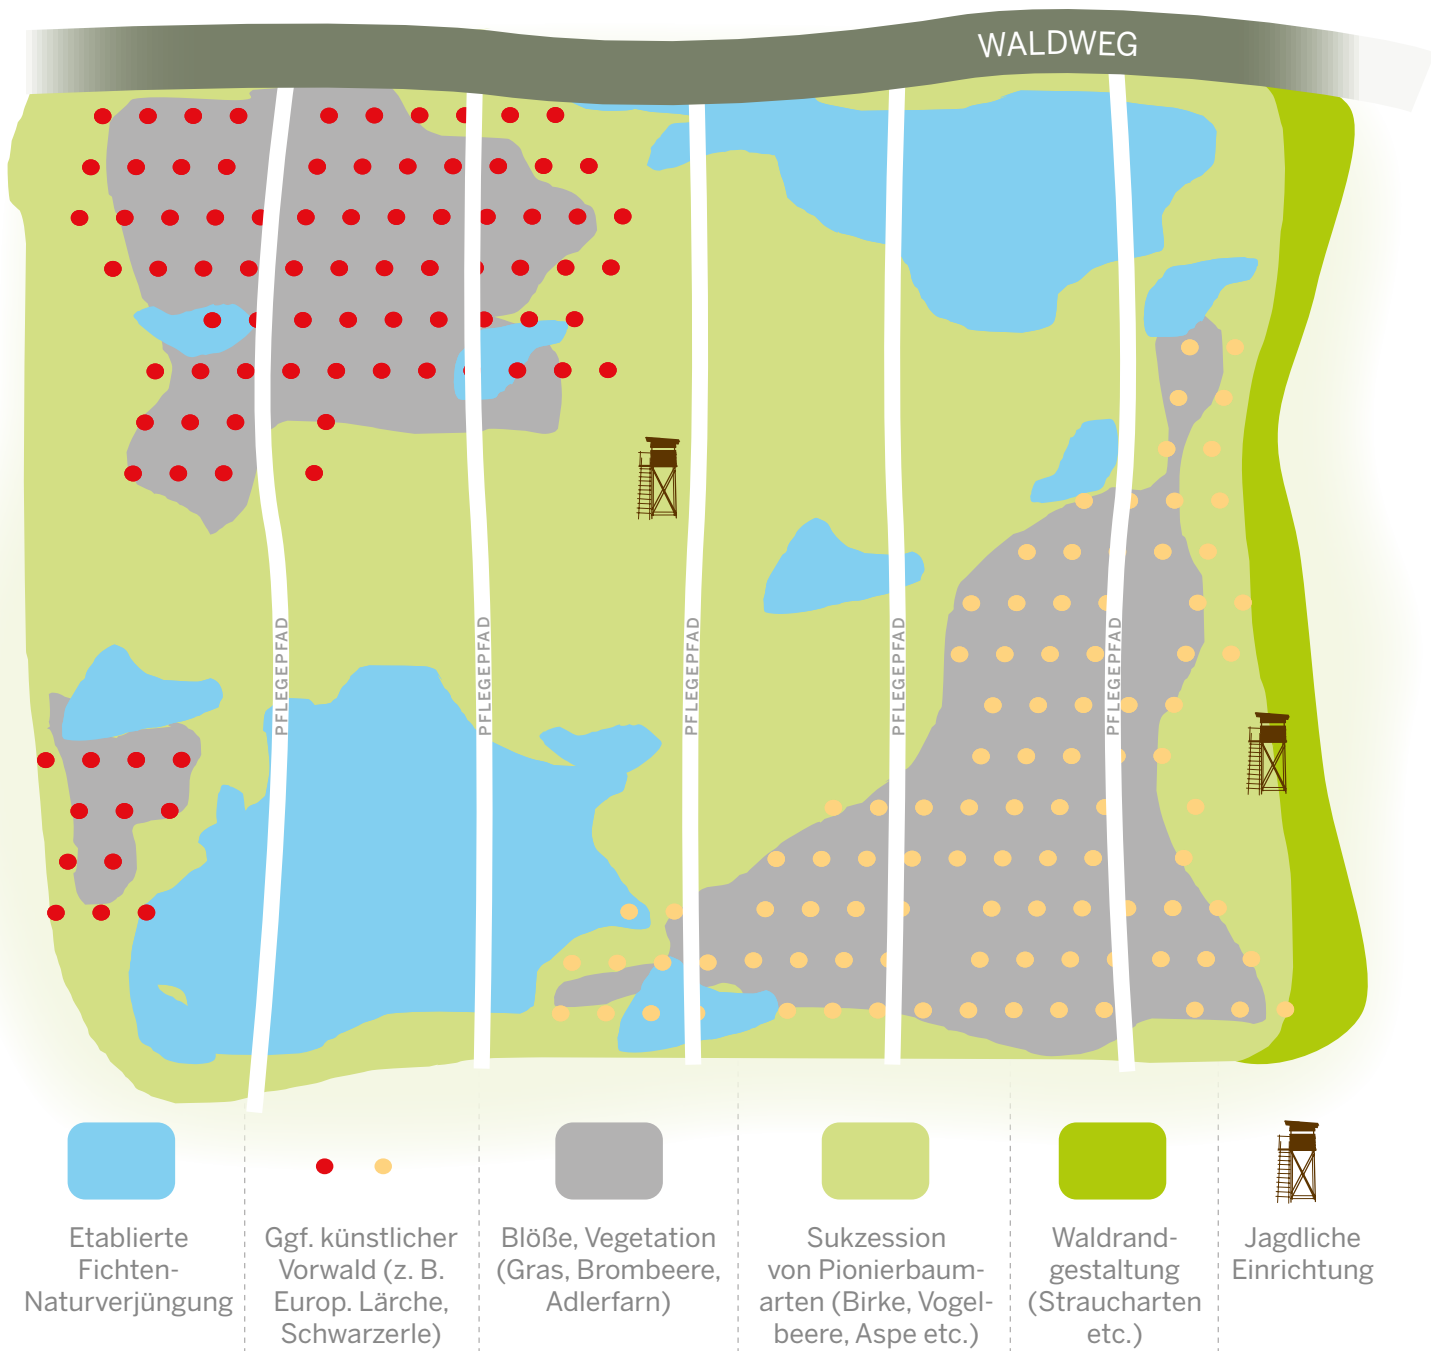 WALDWEG
PFLEGEPFAD
PFLEGEPFAD
PFLEGEPFAD
PFLEGEPFAD
PFLEGEPFAD
Etablierte
Fichten-
Naturverjüngung
Ggf. künstlicher
Vorwald (z. B.
Europ. Lärche,
Schwarzerle)
Blöße, Vegetation
(Gras, Brombeere,
Adlerfarn)
Sukzession
von Pionierbaum-
arten (Birke, Vogel-
beere, Aspe etc.)
Waldrand-
gestaltung
(Straucharten
etc.)
Jagdliche
Einrichtung